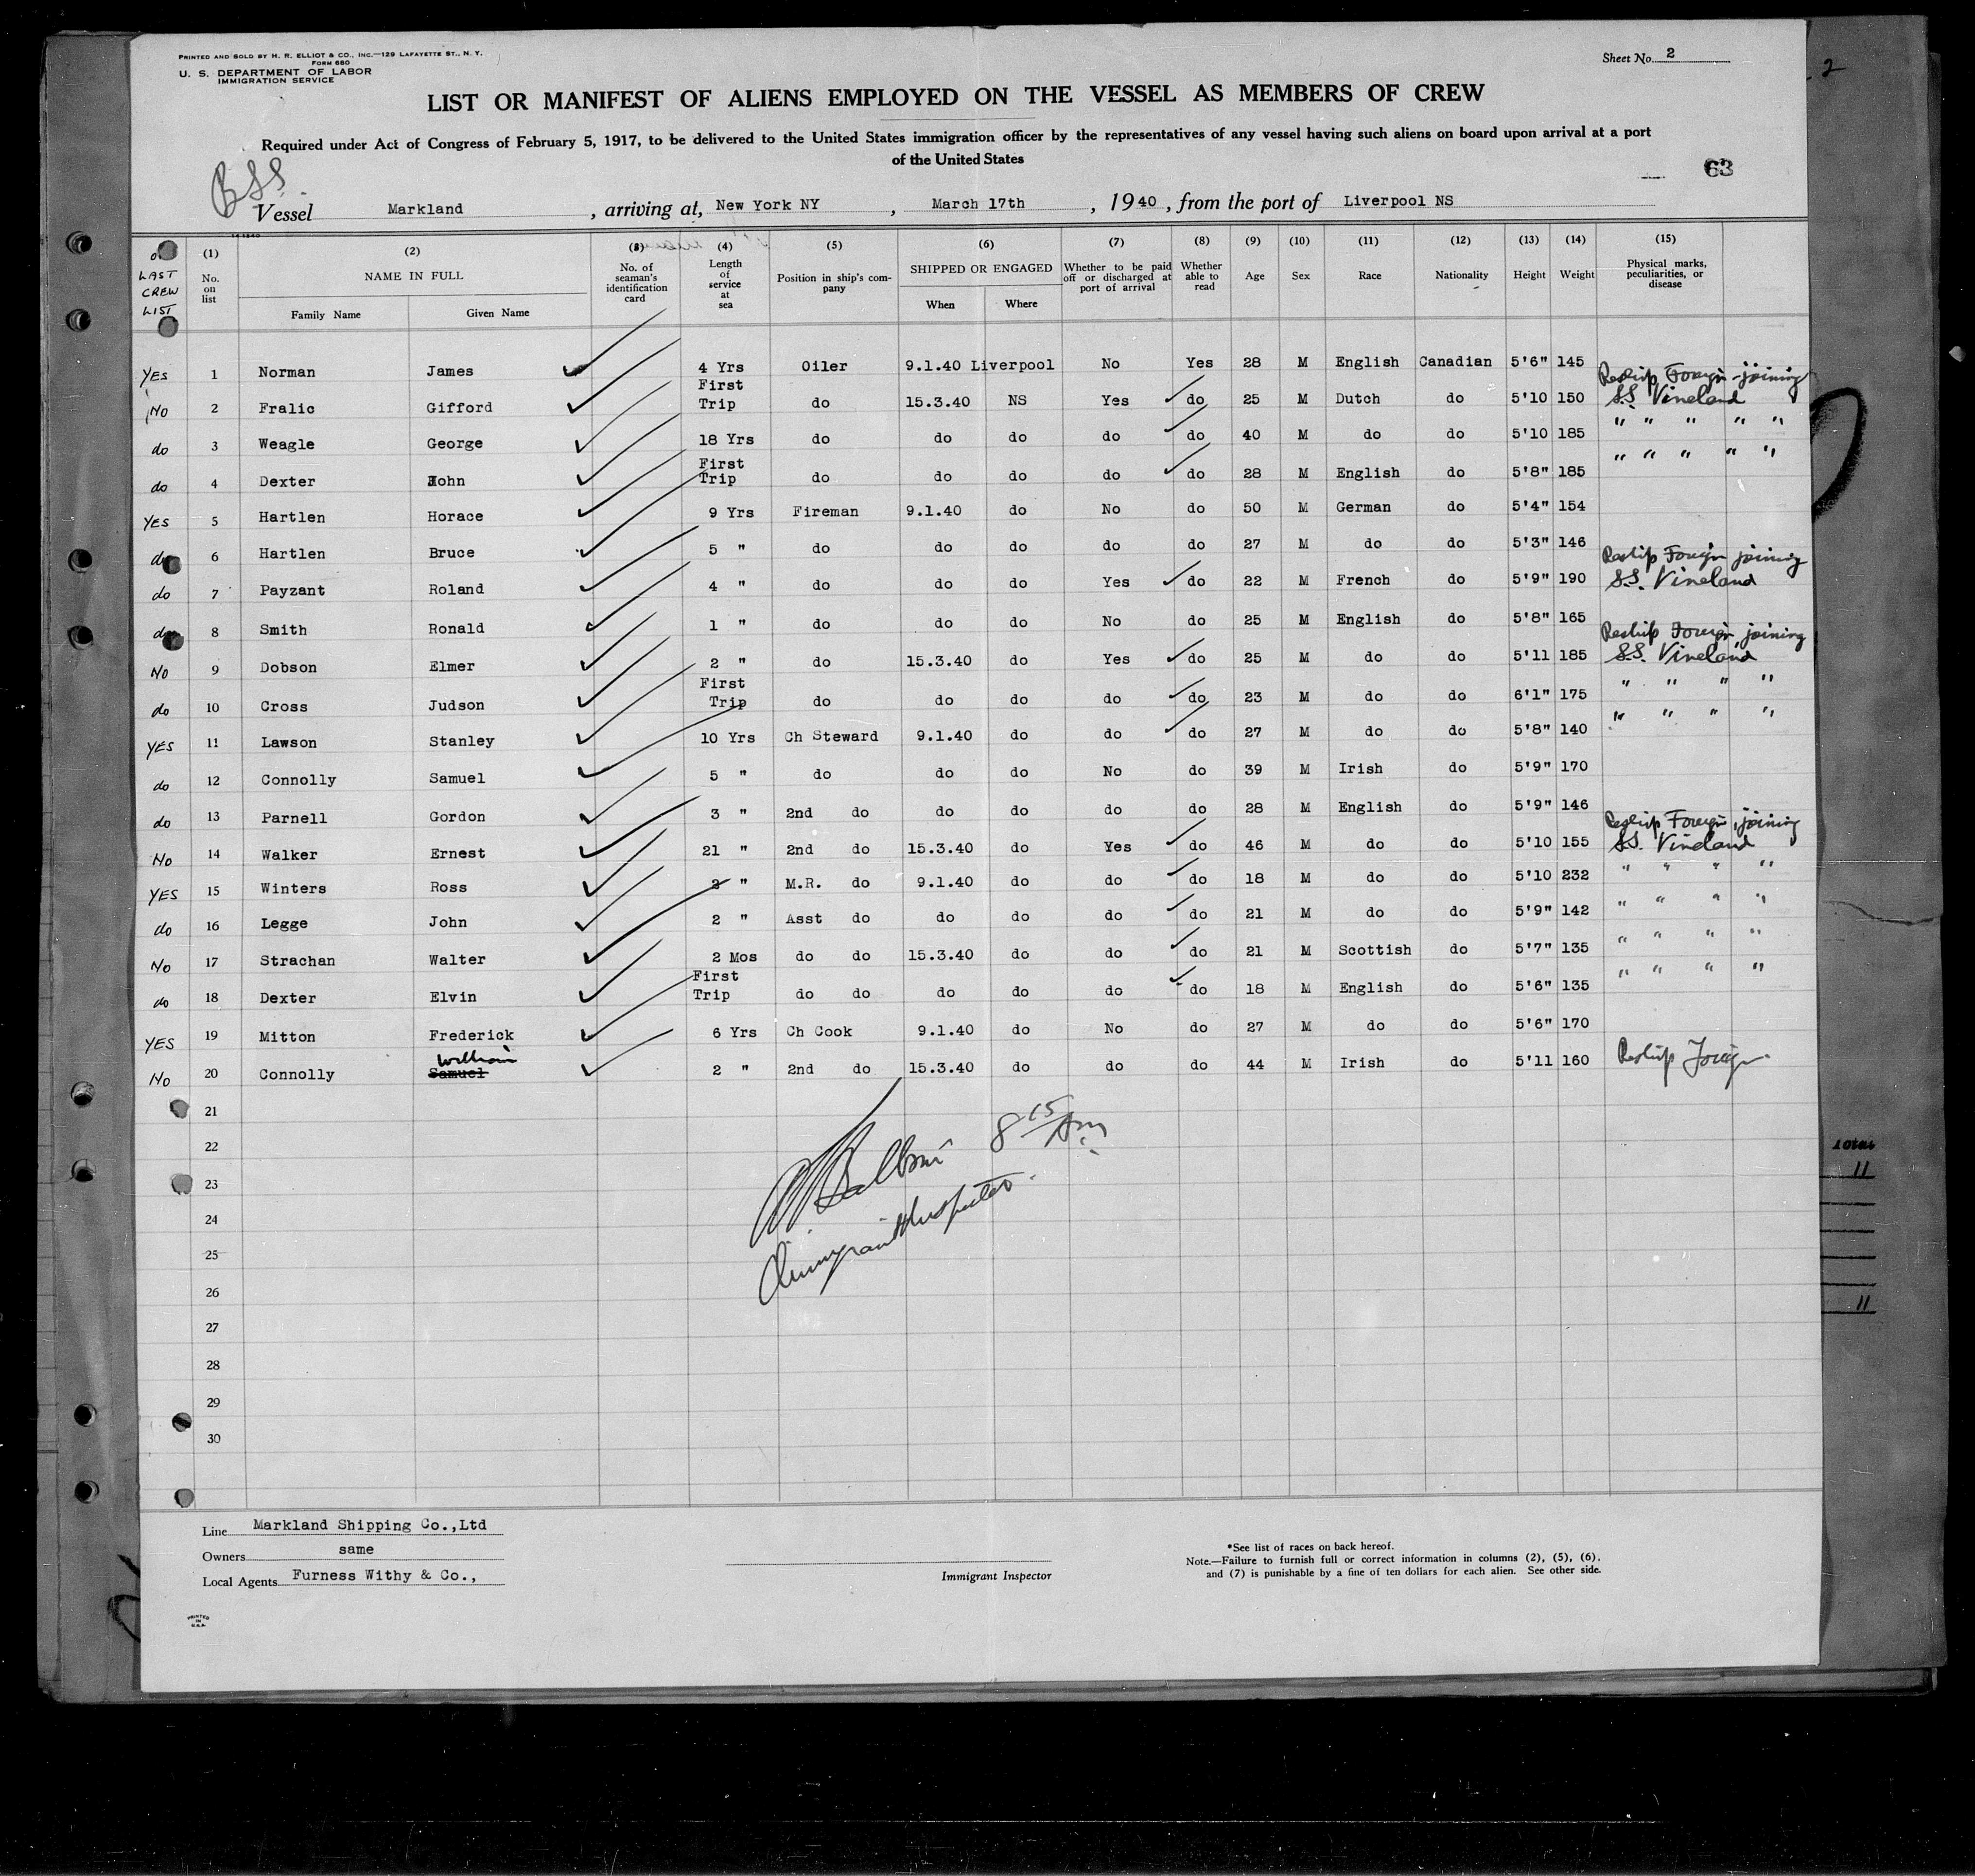 PRINTED AND SOLD BY H. R. ELLIOT & CO., INC.—129 LAFAYETTE ST., N. Y.
FORM 680
U. S. DEPARTMENT OF LABOR
IMMIGRATION SERVICE
Sheet No. 2
2
LIST OR MANIFEST OF ALIENS EMPLOYED ON THE VESSEL AS MEMBERS OF CREW
Required under Act of Congress of February 5, 1917, to be delivered to the United States immigration officer by the representatives of any vessel having such aliens on board upon arrival at a port
of the United States
63
BSS
Vessel Markland, arriving at, New York NY, March 17th, 1940, from the port of Liverpool NS
LAST CREW LIST
(1) No. on list
(2) NAME IN FULL Family Name Given Name
(3) No. of seaman's identification card
(4) Length of service at sea
(5) Position in ship's company
(6) SHIPPED OR ENGAGED When Where
(7) Whether to be paid off or discharged at port of arrival
(8) Whether able to read
(9) Age
(10) Sex
(11) Race
(12) Nationality
(13) Height
(14) Weight
(15) Physical marks, peculiarities, or disease
YES 1 Norman James 4 Yrs Oiler 9.1.40 Liverpool No Yes 28 M English Canadian 5'6" 145
NO 2 Fralic Gifford First Trip do 15.3.40 NS Yes do 25 M Dutch do 5'10 150 Reship Foreign - joining S.S. Vineland
do 3 Weagle George 18 Yrs do do do do do 40 M do do 5'10 185 " " " " "
do 4 Dexter John First Trip do do do do do 28 M English do 5'8" 185 " " " " "
YES 5 Hartlen Horace 9 Yrs Fireman 9.1.40 do No do 50 M German do 5'4" 154
do 6 Hartlen Bruce 5 " do do do do do 27 M do do 5'3" 146
do 7 Payzant Roland 4 " do do do Yes do 22 M French do 5'9" 190 Reship Foreign joining S.S. Vineland
do 8 Smith Ronald 1 " do do do No do 25 M English do 5'8" 165
No 9 Dobson Elmer 2 " do 15.3.40 do Yes do 25 M do do 5'11 185 Reship Foreign, joining S.S. Vineland
do 10 Cross Judson First Trip do do do do do 23 M do do 6'1" 175 " " " "
YES 11 Lawson Stanley 10 Yrs Ch Steward 9.1.40 do do do 27 M do do 5'8" 140 " " " "
do 12 Connolly Samuel 5 " do do do No do 39 M Irish do 5'9" 170
do 13 Parnell Gordon 3 " 2nd do do do do do 28 M English do 5'9" 146
No 14 Walker Ernest 21 " 2nd do 15.3.40 do Yes do 46 M do do 5'10 155 Reship Foreign, joining S.S. Vineland
YES 15 Winters Ross 2 " M.R. do 9.1.40 do do do 18 M do do 5'10 232 " " " "
do 16 Legge John 2 " Asst do do do do do 21 M do do 5'9" 142 " " " "
No 17 Strachan Walter 2 Mos do do 15.3.40 do do do 21 M Scottish do 5'7" 135 " " " "
do 18 Dexter Elvin First Trip do do do do do do 18 M English do 5'6" 135 " " " "
YES 19 Mitton Frederick 6 Yrs Ch Cook 9.1.40 do No do 27 M do do 5'6" 170
No 20 Connolly Samuel William 2 " 2nd do 15.3.40 do do do 44 M Irish do 5'11 160 Reship Foreign
21
22
23
24
25
26
27
28
29
30
8 15 Am
Immigrant Inspector
Total
11
11
Line Markland Shipping Co.,Ltd
Owners same
Local Agents Furness Withy & Co.,
Immigrant Inspector
*See list of races on back hereof.
Note.—Failure to furnish full or correct information in columns (2), (5), (6),
and (7) is punishable by a fine of ten dollars for each alien. See other side.
PRINTED
IN
U.S.A.